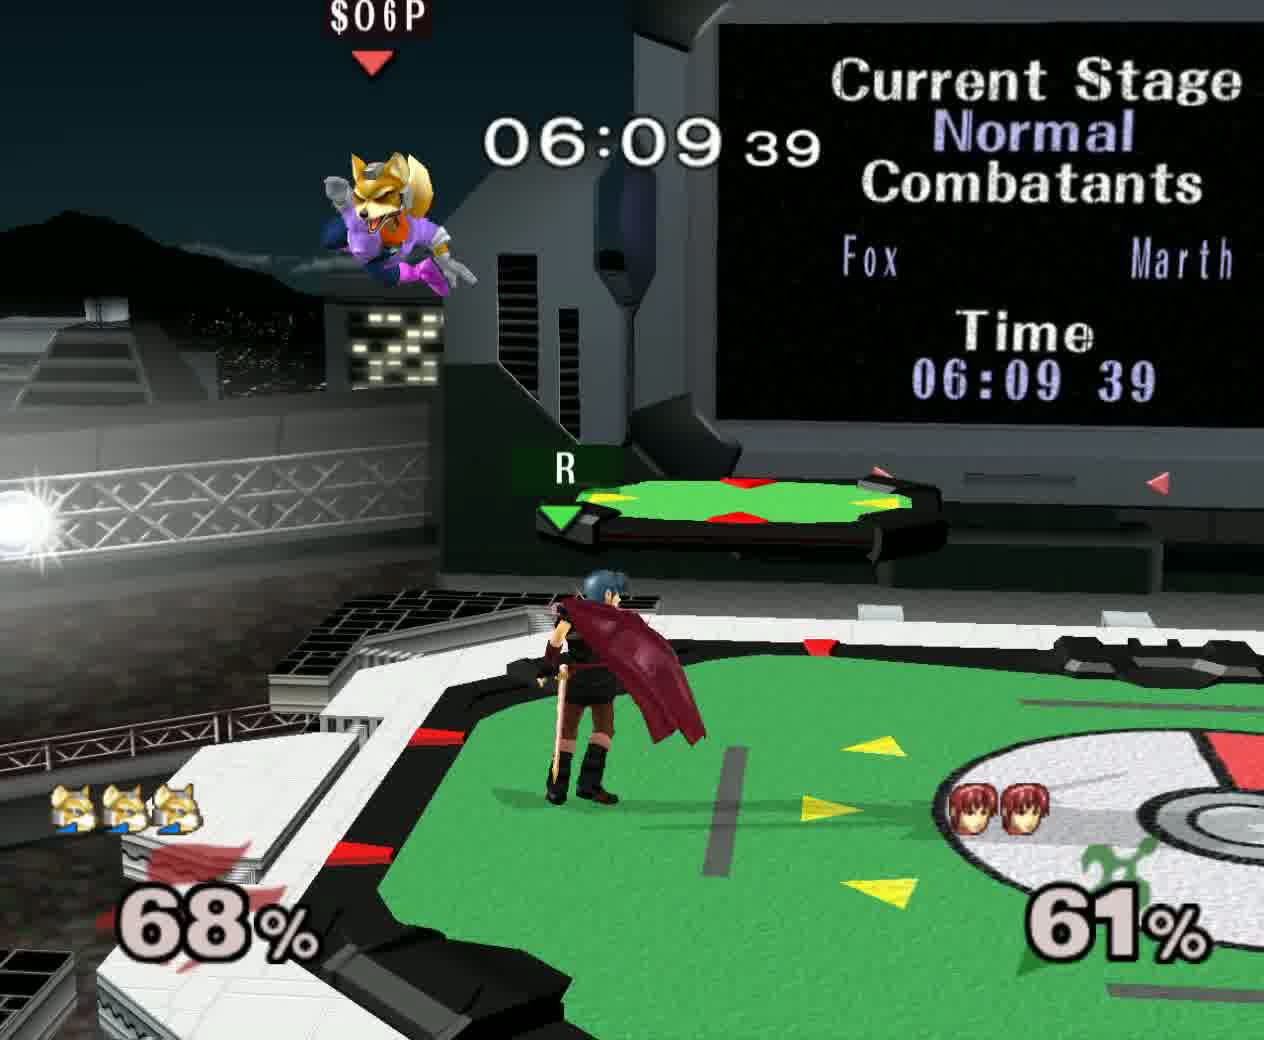 $06P
06:09 39
Current Stage
Normal
Combatants
Fox Marth
Time
06:09 39
R
68%
61%